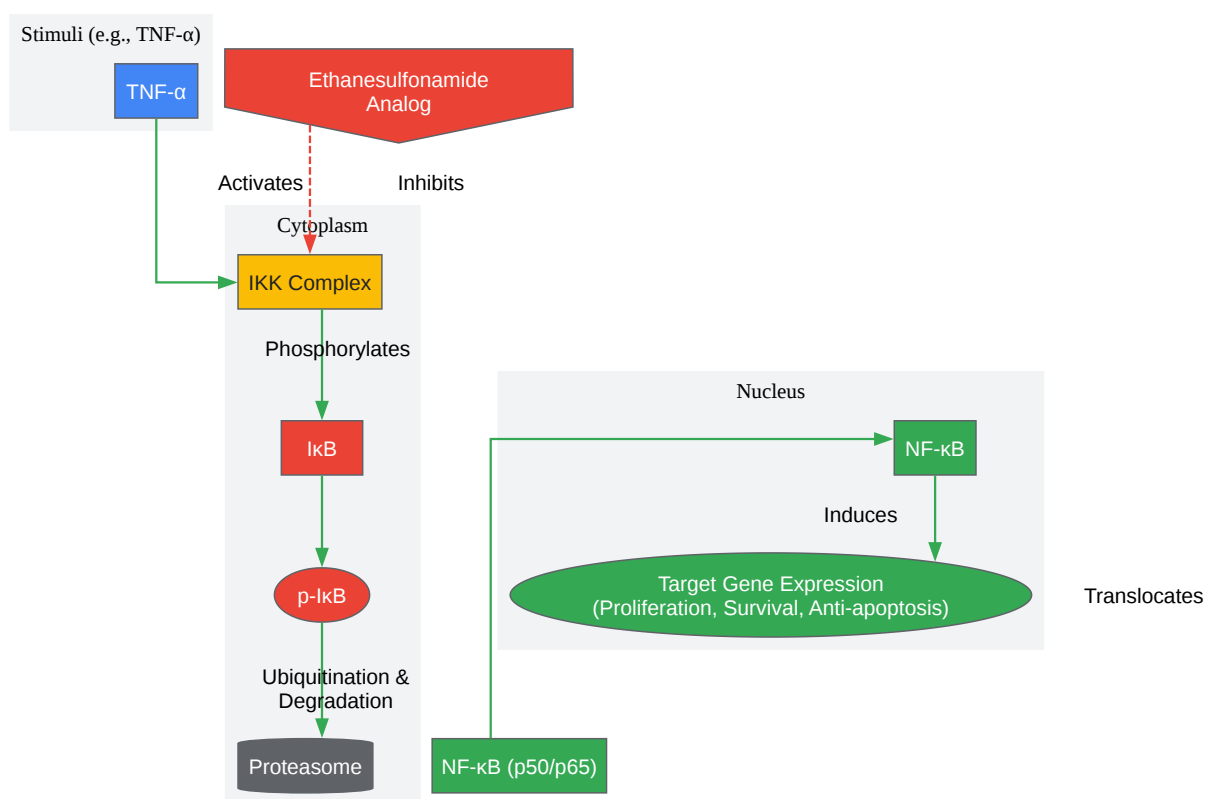 Stimuli (e.g., TNF-α)
TNF-α
Ethanesulfonamide
Analog
Activates
Inhibits
Cytoplasm
IKK Complex
Phosphorylates
Nucleus
IκB
NF-κB
Induces
p-IκB
Target Gene Expression
(Proliferation, Survival, Anti-apoptosis)
Translocates
Ubiquitination &
Degradation
Proteasome
NF-κB (p50/p65)